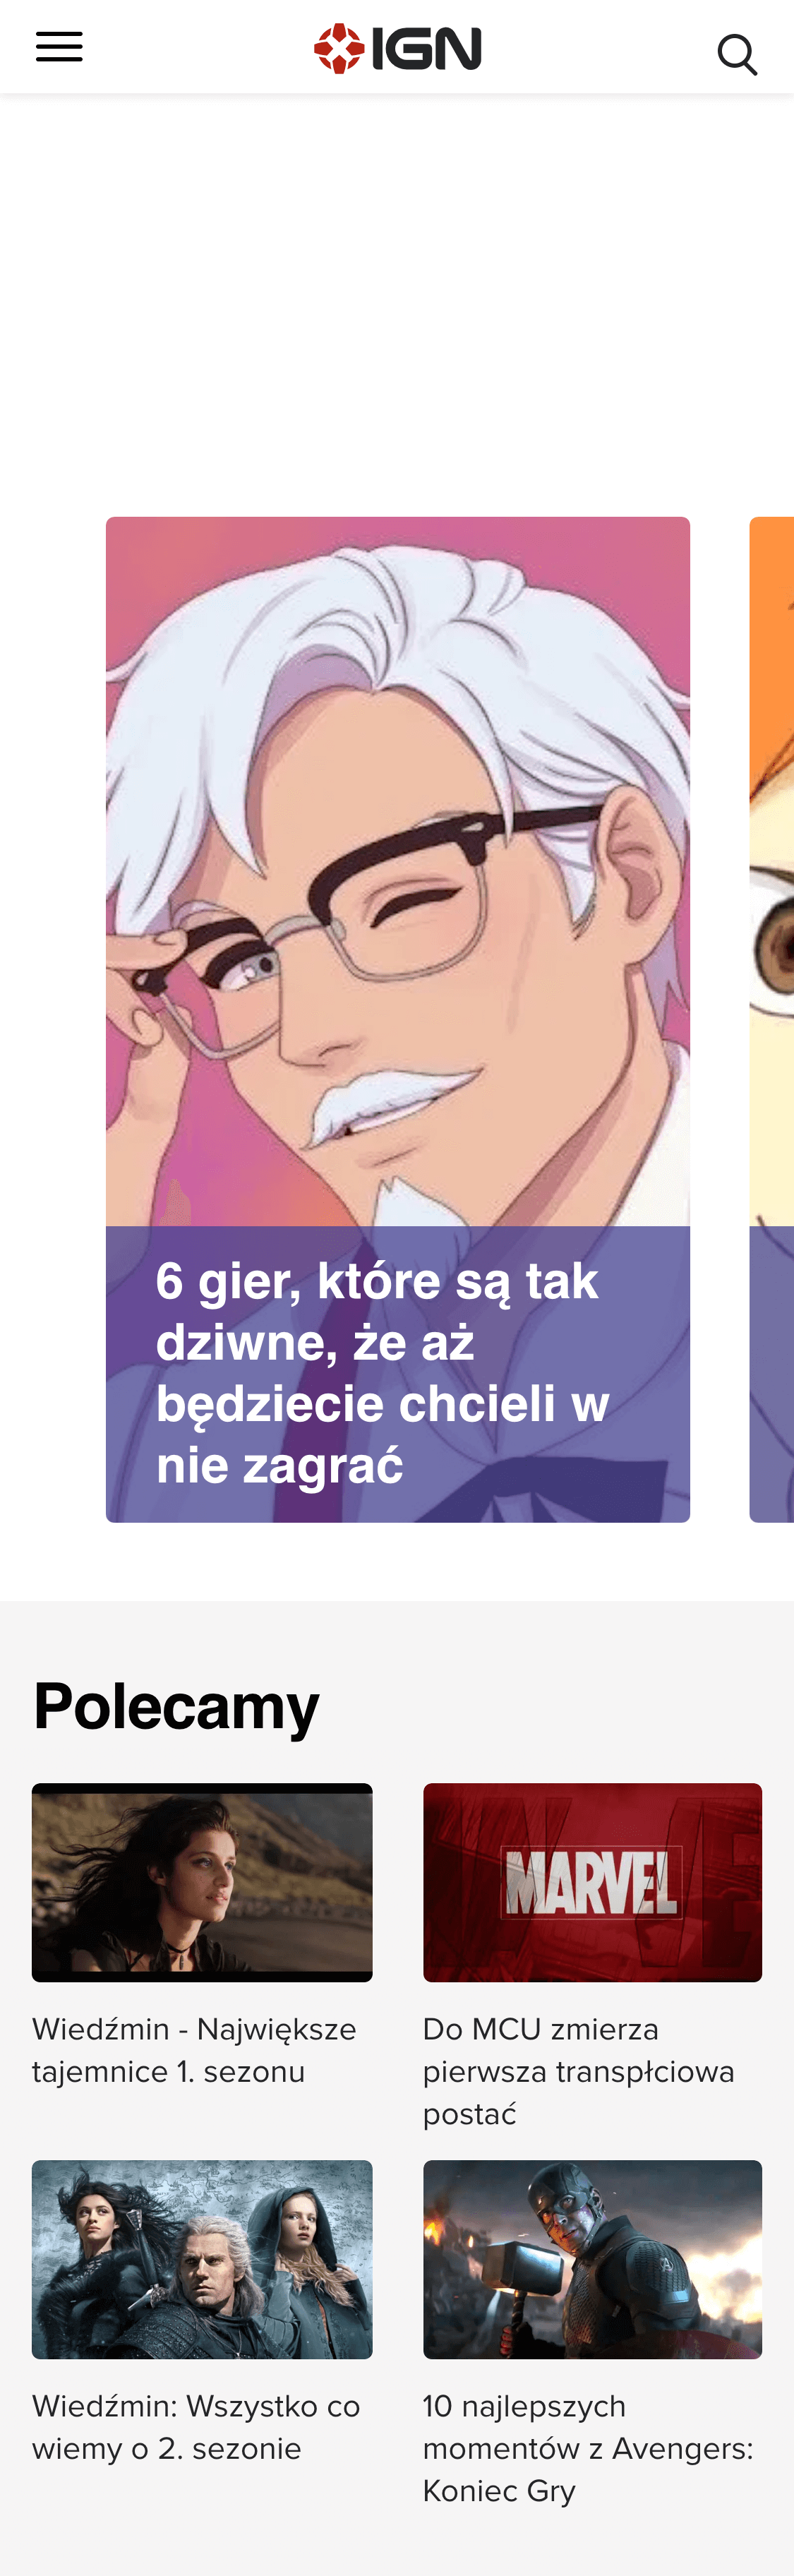 IGN
6 gier, które są tak
dziwne, że aż
będziecie chcieli w
nie zagrać
Polecamy
MARVEL
Wiedźmin - Największe
tajemnice 1. sezonu
Do MCU zmierza
pierwsza transpłciowa
postać
Wiedźmin: Wszystko co
wiemy o 2. sezonie
10 najlepszych
momentów z Avengers:
Koniec Gry